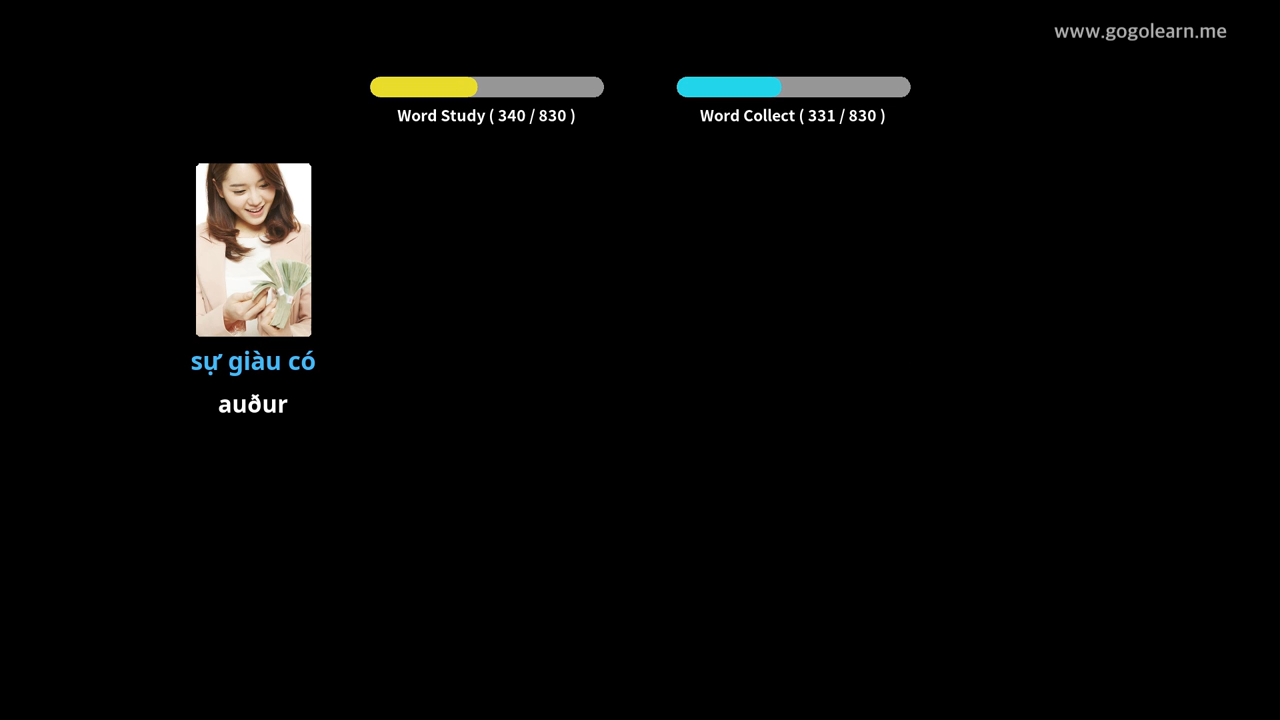 www.gogolearn.me
Word Study ( 340 / 830 )
Word Collect ( 331 / 830 )
sự giàu có
auður